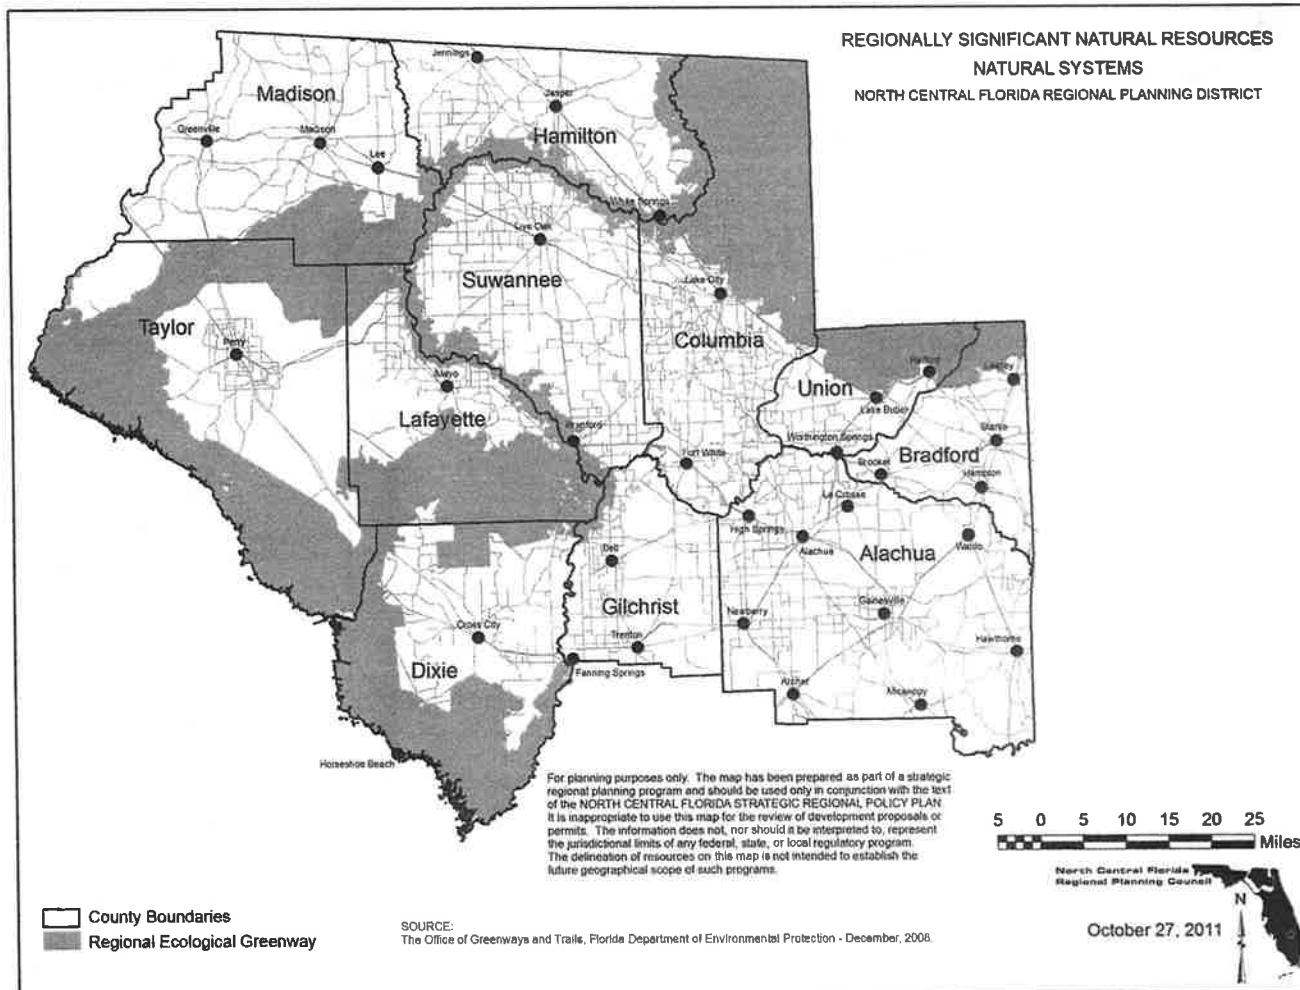 REGIONALLY SIGNIFICANT NATURAL RESOURCES
NATURAL SYSTEMS
NORTH CENTRAL FLORIDA REGIONAL PLANNING DISTRICT
Jennings
Madison
Jasper
Greenville
Madison
Hamilton
Lee
White Springs
Live Oak
Suwannee
Lake City
Taylor
Columbia
Perry
Raiford
Lawtey
Mayo
Union
Lafayette
Lake Butler
Branford
Starke
Worthington Springs
Fort White
Brooker
Bradford
Hampton
La Crosse
High Springs
Alachua
Waldo
Bell
Alachua
Gilchrist
Newberry
Gainesville
Cross City
Trenton
Hawthorne
Dixie
Fanning Springs
Archer
Micanopy
Horseshoe Beach
For planning purposes only. The map has been prepared as part of a strategic
regional planning program and should be used only in conjunction with the text
of the NORTH CENTRAL FLORIDA STRATEGIC REGIONAL POLICY PLAN
It is inappropriate to use this map for the review of development proposals or
permits. The information does not, nor should it be interpreted to, represent
the jurisdictional limits of any federal, state, or local regulatory program.
The delineation of resources on this map is not intended to establish the
future geographical scope of such programs.
5 0 5 10 15 20 25
Miles
North Central Florida
Regional Planning Council
N
County Boundaries
Regional Ecological Greenway
SOURCE:
The Office of Greenways and Trails, Florida Department of Environmental Protection - December, 2008.
October 27, 2011